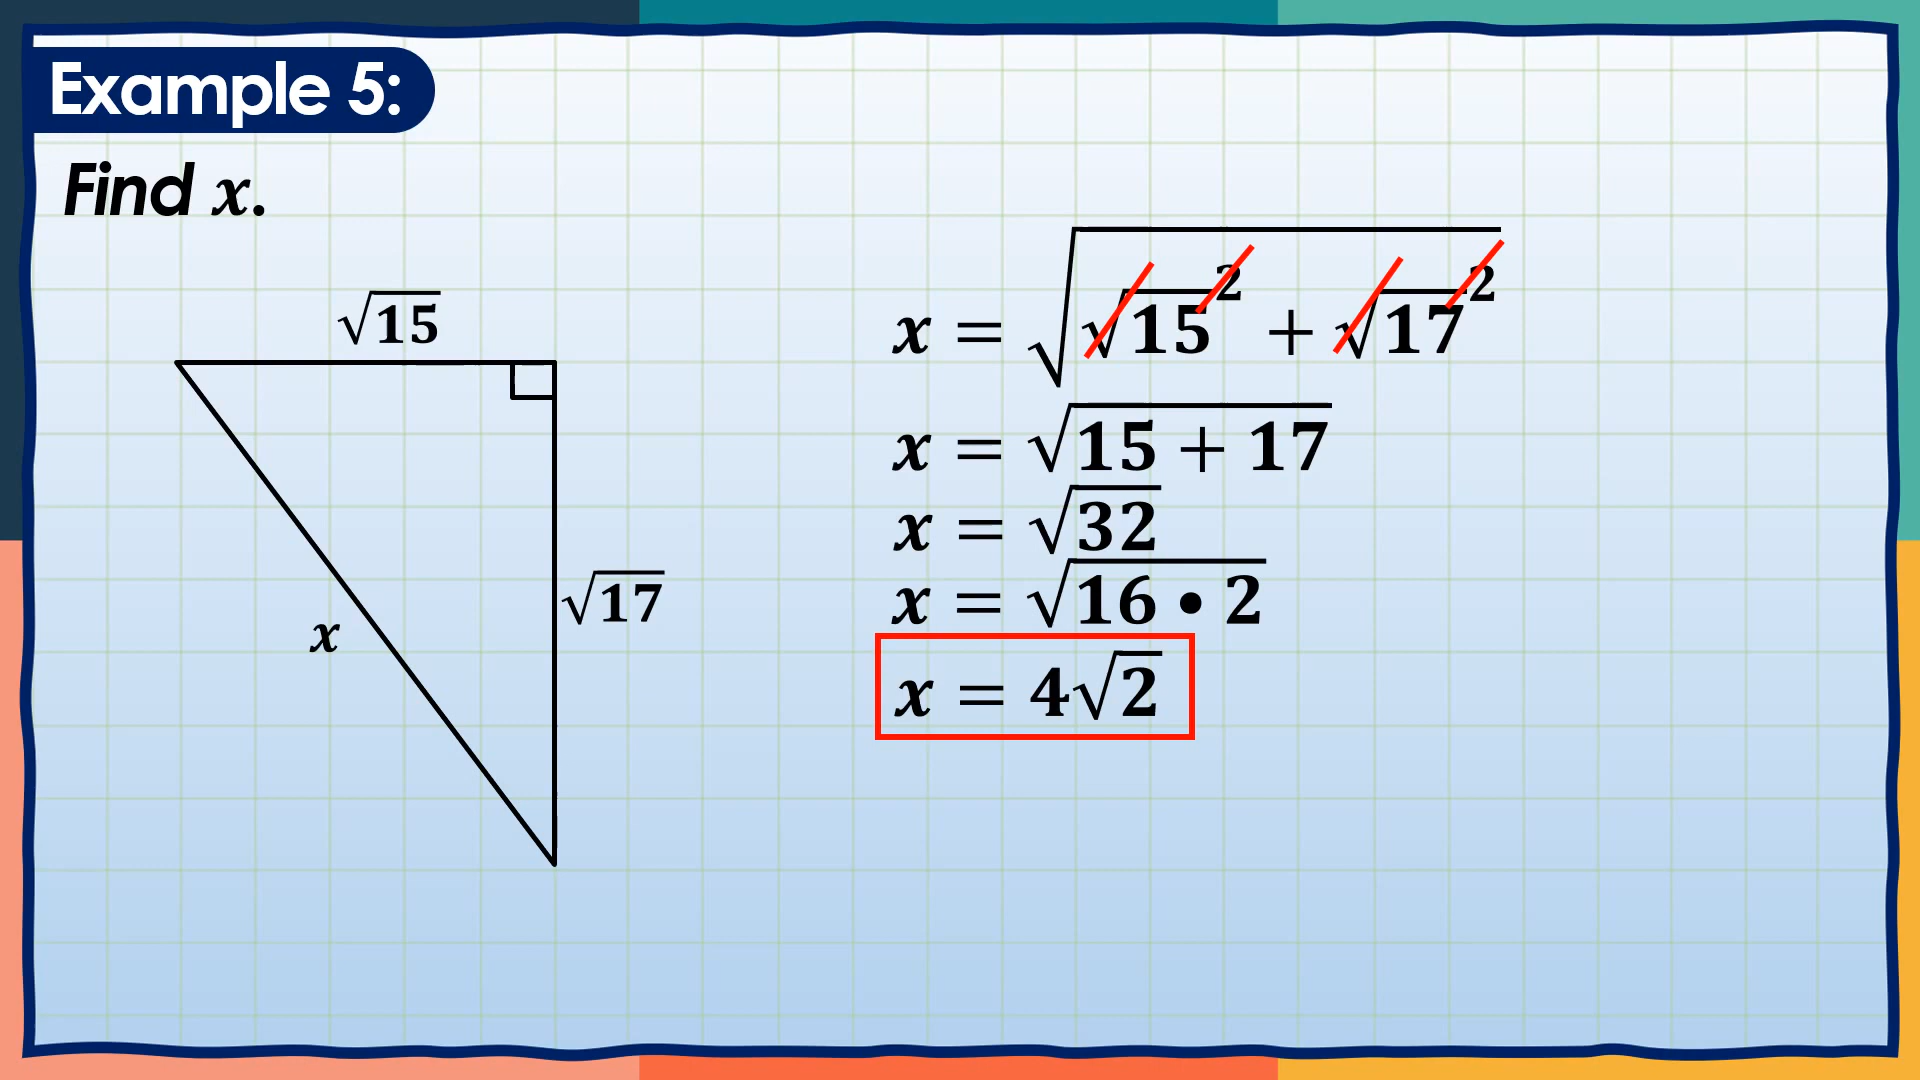 Example 5:
Find x.
√15
√17
x
x = √(√15² + √17²)
x = √(15 + 17)
x = √32
x = √(16 • 2)
x = 4√2